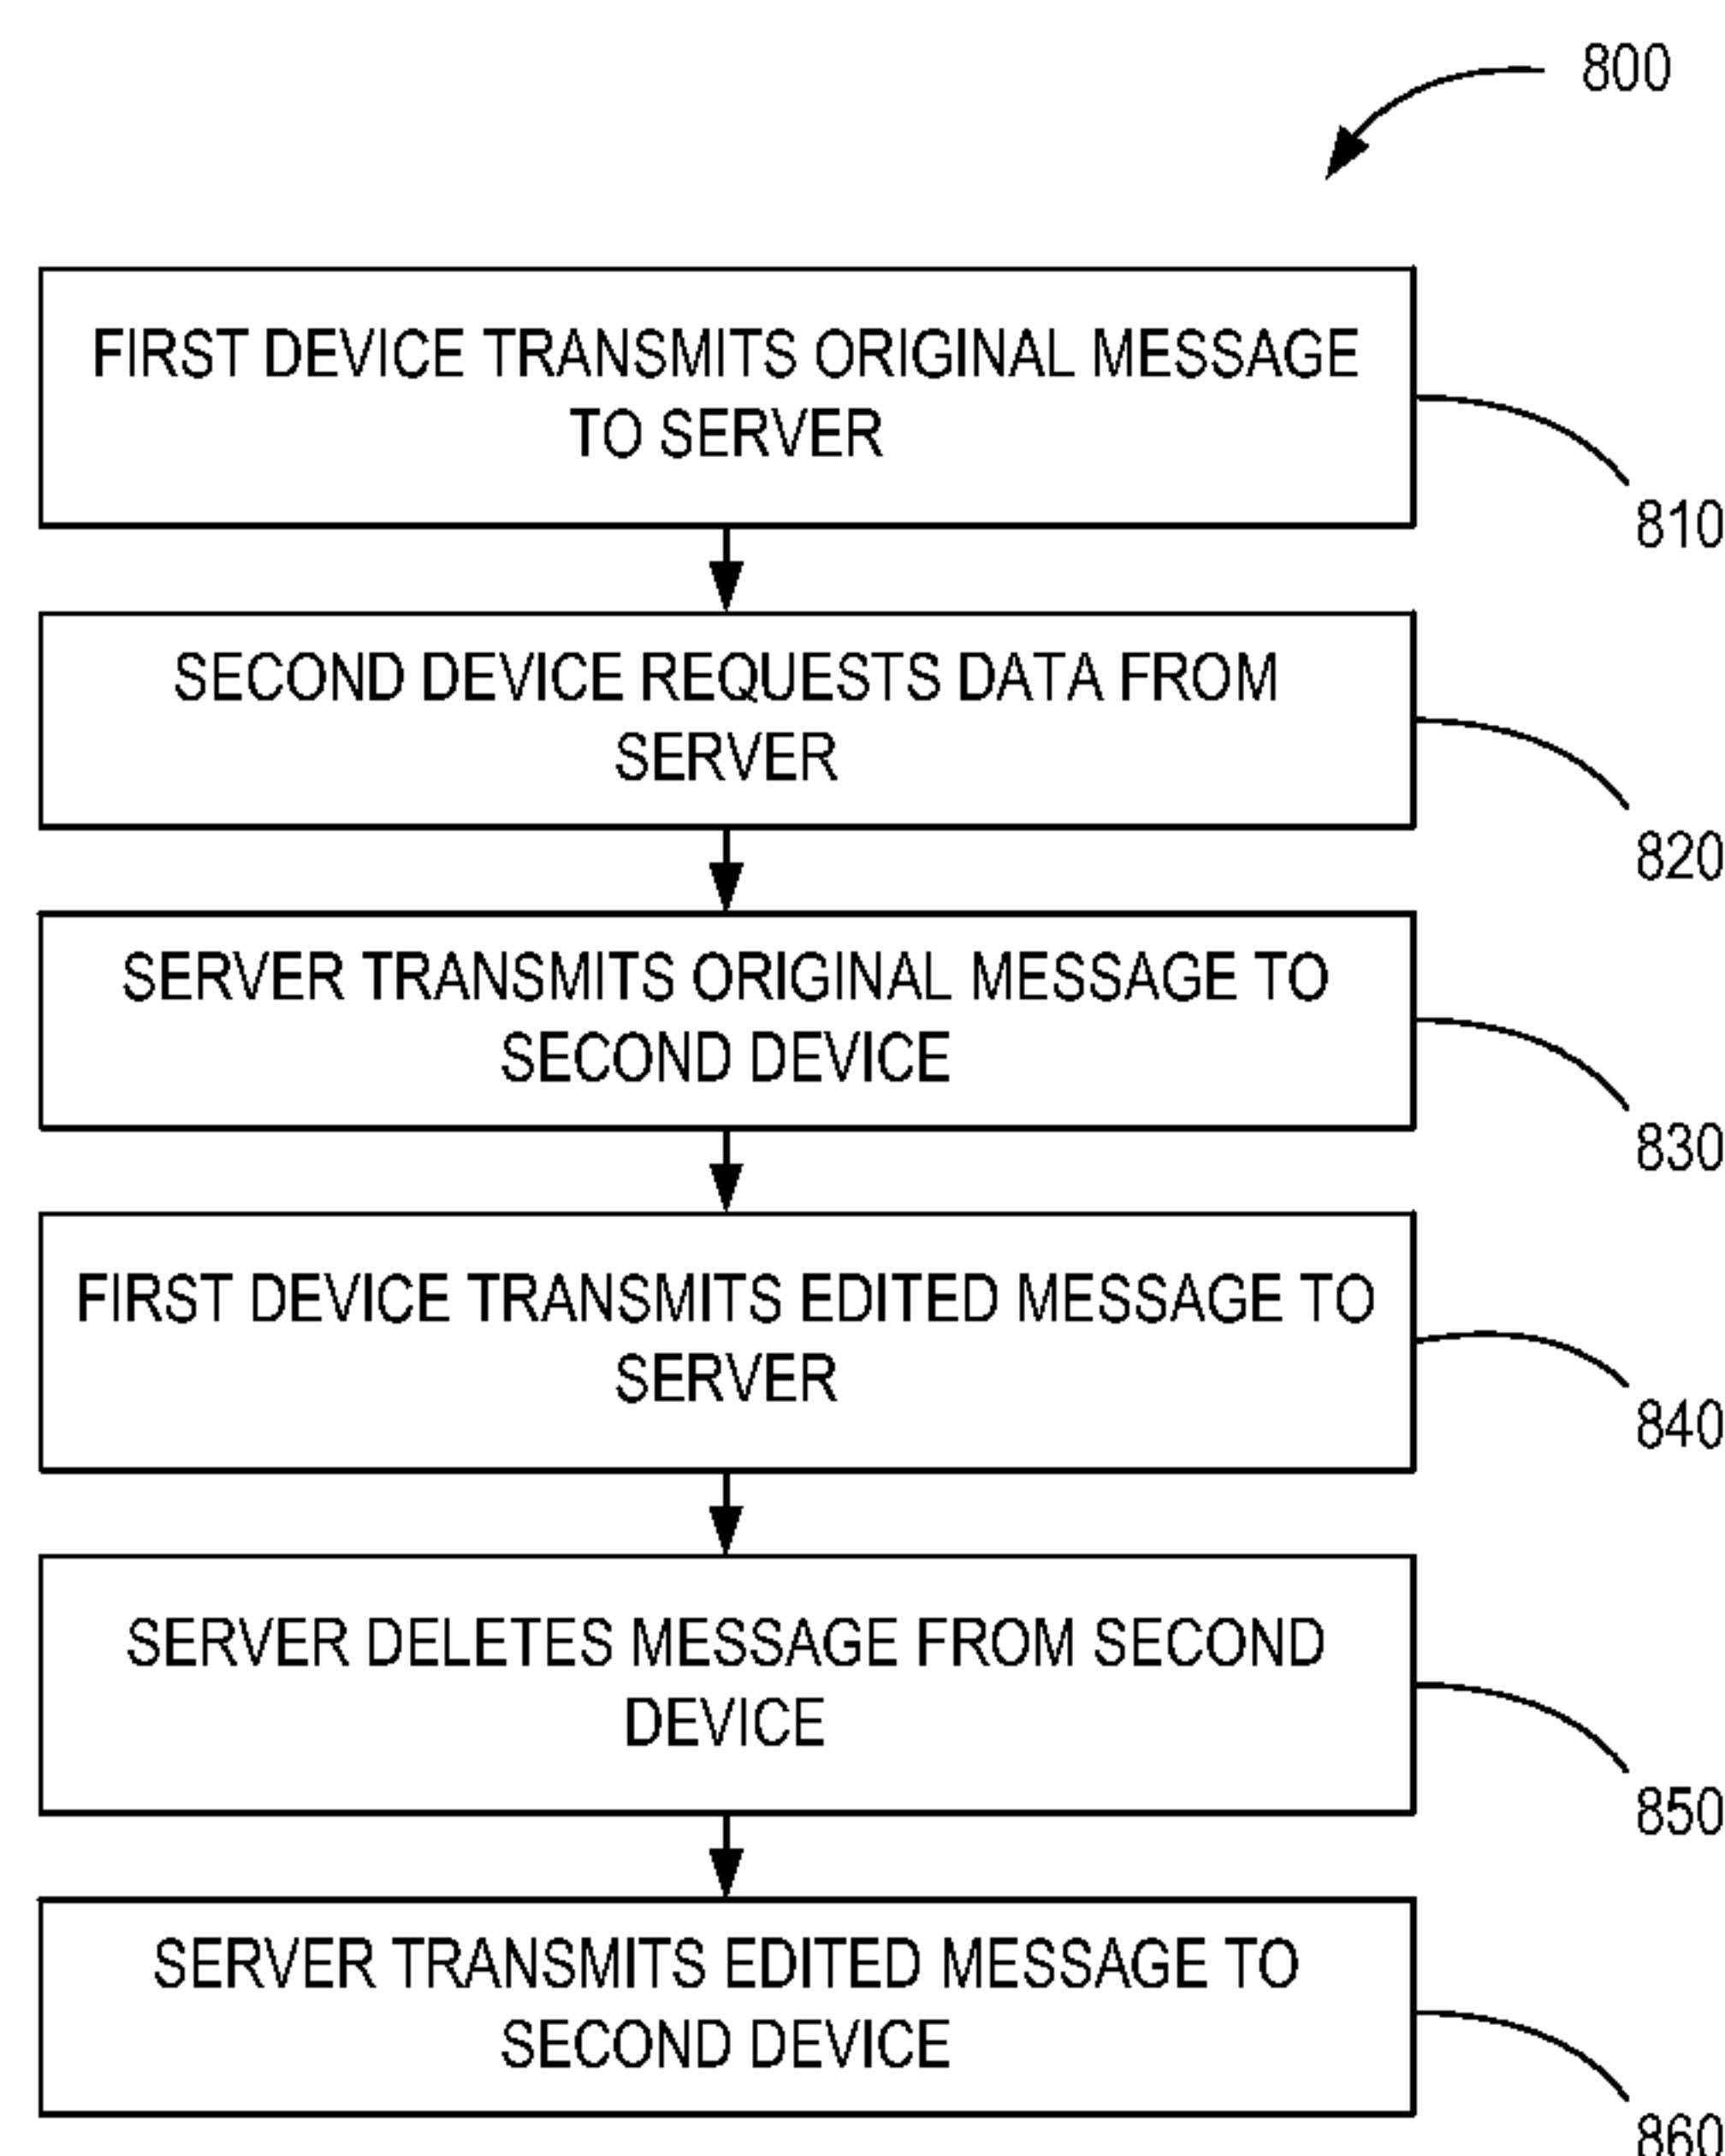 800
FIRST DEVICE TRANSMITS ORIGINAL MESSAGE
TO SERVER
810
SECOND DEVICE REQUESTS DATA FROM
SERVER
820
SERVER TRANSMITS ORIGINAL MESSAGE TO
SECOND DEVICE
830
FIRST DEVICE TRANSMITS EDITED MESSAGE TO
SERVER
840
SERVER DELETES MESSAGE FROM SECOND
DEVICE
850
SERVER TRANSMITS EDITED MESSAGE TO
SECOND DEVICE
860